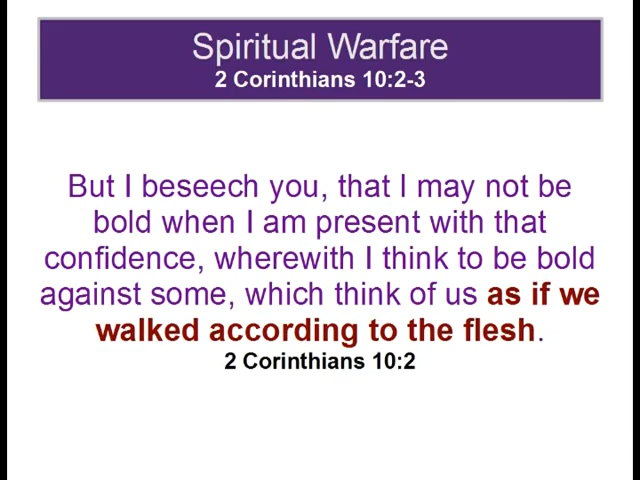 Spiritual Warfare
2 Corinthians 10:2-3
But I beseech you, that I may not be
bold when I am present with that
confidence, wherewith I think to be bold
against some, which think of us as if we
walked according to the flesh.
2 Corinthians 10:2